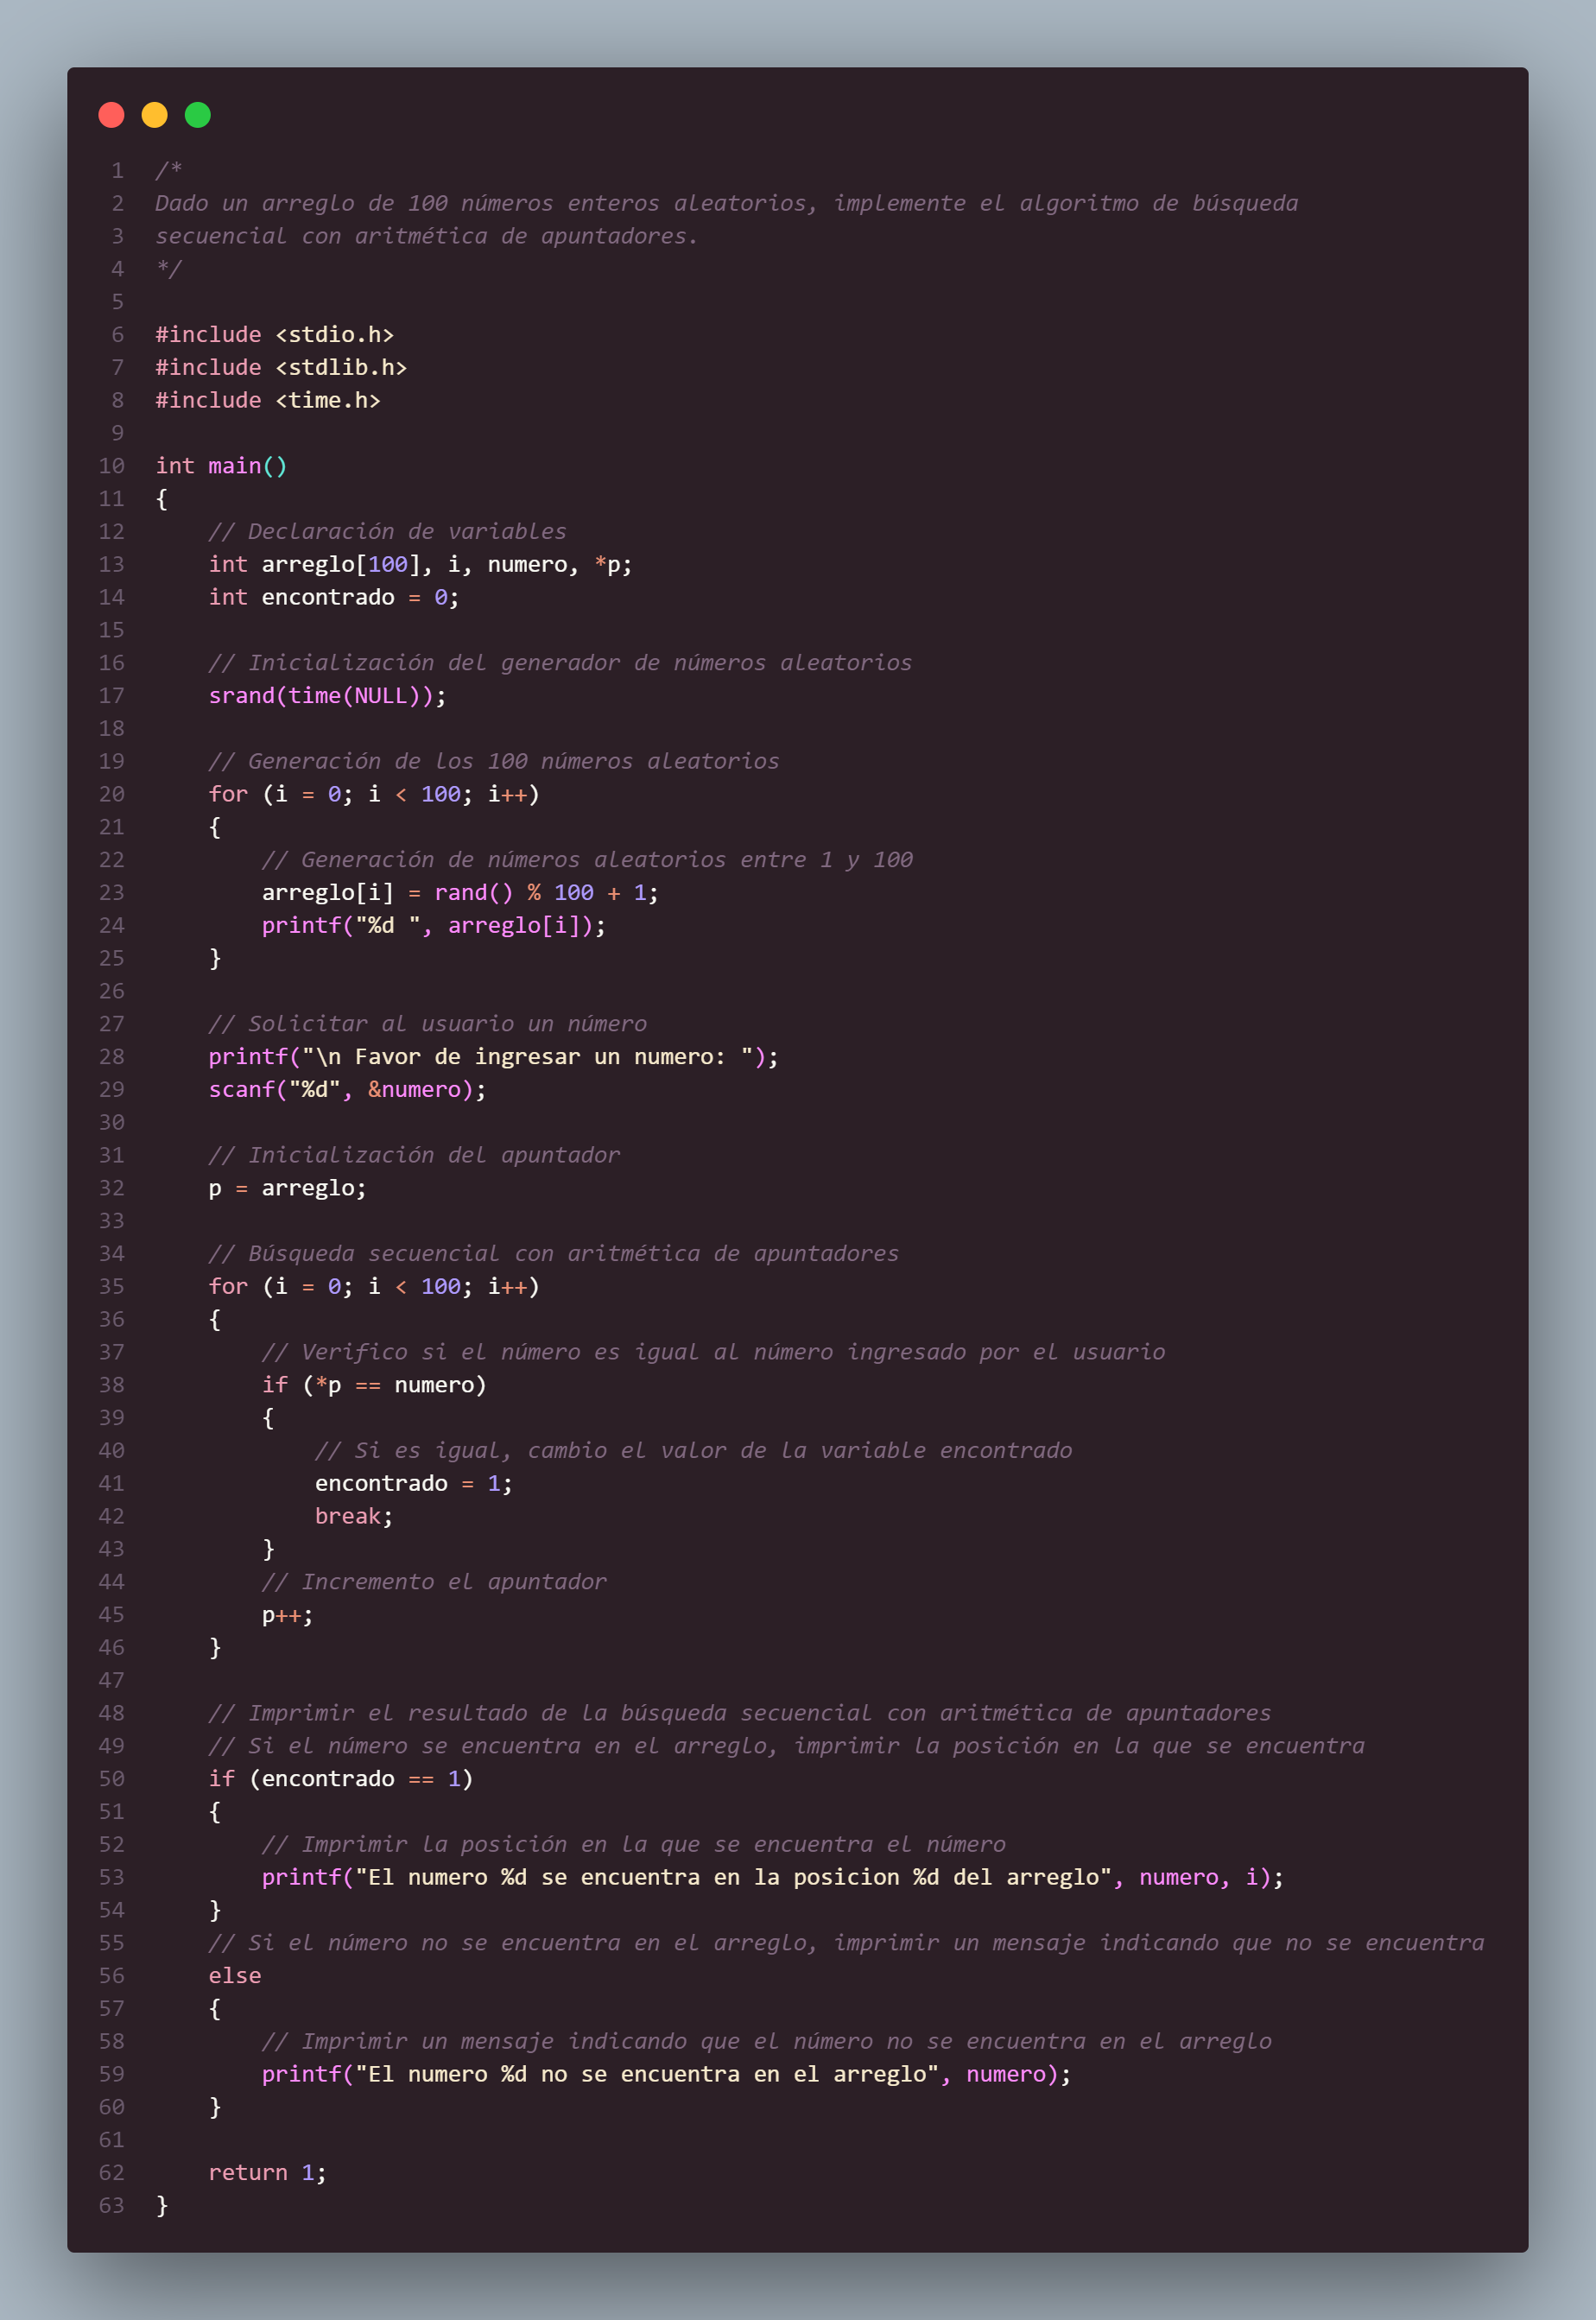 1 /*
2 Dado un arreglo de 100 números enteros aleatorios, implemente el algoritmo de búsqueda
3 secuencial con aritmética de apuntadores.
4 */
5
6 #include <stdio.h>
7 #include <stdlib.h>
8 #include <time.h>
9
10 int main()
11 {
12     // Declaración de variables
13     int arreglo[100], i, numero, *p;
14     int encontrado = 0;
15
16     // Inicialización del generador de números aleatorios
17     srand(time(NULL));
18
19     // Generación de los 100 números aleatorios
20     for (i = 0; i < 100; i++)
21     {
22         // Generación de números aleatorios entre 1 y 100
23         arreglo[i] = rand() % 100 + 1;
24         printf("%d ", arreglo[i]);
25     }
26
27     // Solicitar al usuario un número
28     printf("\n Favor de ingresar un numero: ");
29     scanf("%d", &numero);
30
31     // Inicialización del apuntador
32     p = arreglo;
33
34     // Búsqueda secuencial con aritmética de apuntadores
35     for (i = 0; i < 100; i++)
36     {
37         // Verifico si el número es igual al número ingresado por el usuario
38         if (*p == numero)
39         {
40             // Si es igual, cambio el valor de la variable encontrado
41             encontrado = 1;
42             break;
43         }
44         // Incremento el apuntador
45         p++;
46     }
47
48     // Imprimir el resultado de la búsqueda secuencial con aritmética de apuntadores
49     // Si el número se encuentra en el arreglo, imprimir la posición en la que se encuentra
50     if (encontrado == 1)
51     {
52         // Imprimir la posición en la que se encuentra el número
53         printf("El numero %d se encuentra en la posicion %d del arreglo", numero, i);
54     }
55     // Si el número no se encuentra en el arreglo, imprimir un mensaje indicando que no se encuentra
56     else
57     {
58         // Imprimir un mensaje indicando que el número no se encuentra en el arreglo
59         printf("El numero %d no se encuentra en el arreglo", numero);
60     }
61
62     return 1;
63 }